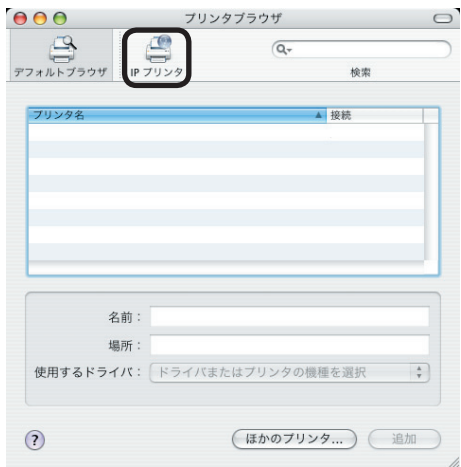 プリンタブラウザ
デフォルトブラウザ
IP プリンタ
検索
プリンタ名
接続
名前：
場所：
使用するドライバ：
ドライバまたはプリンタの機種を選択
?
ほかのプリンタ...
追加